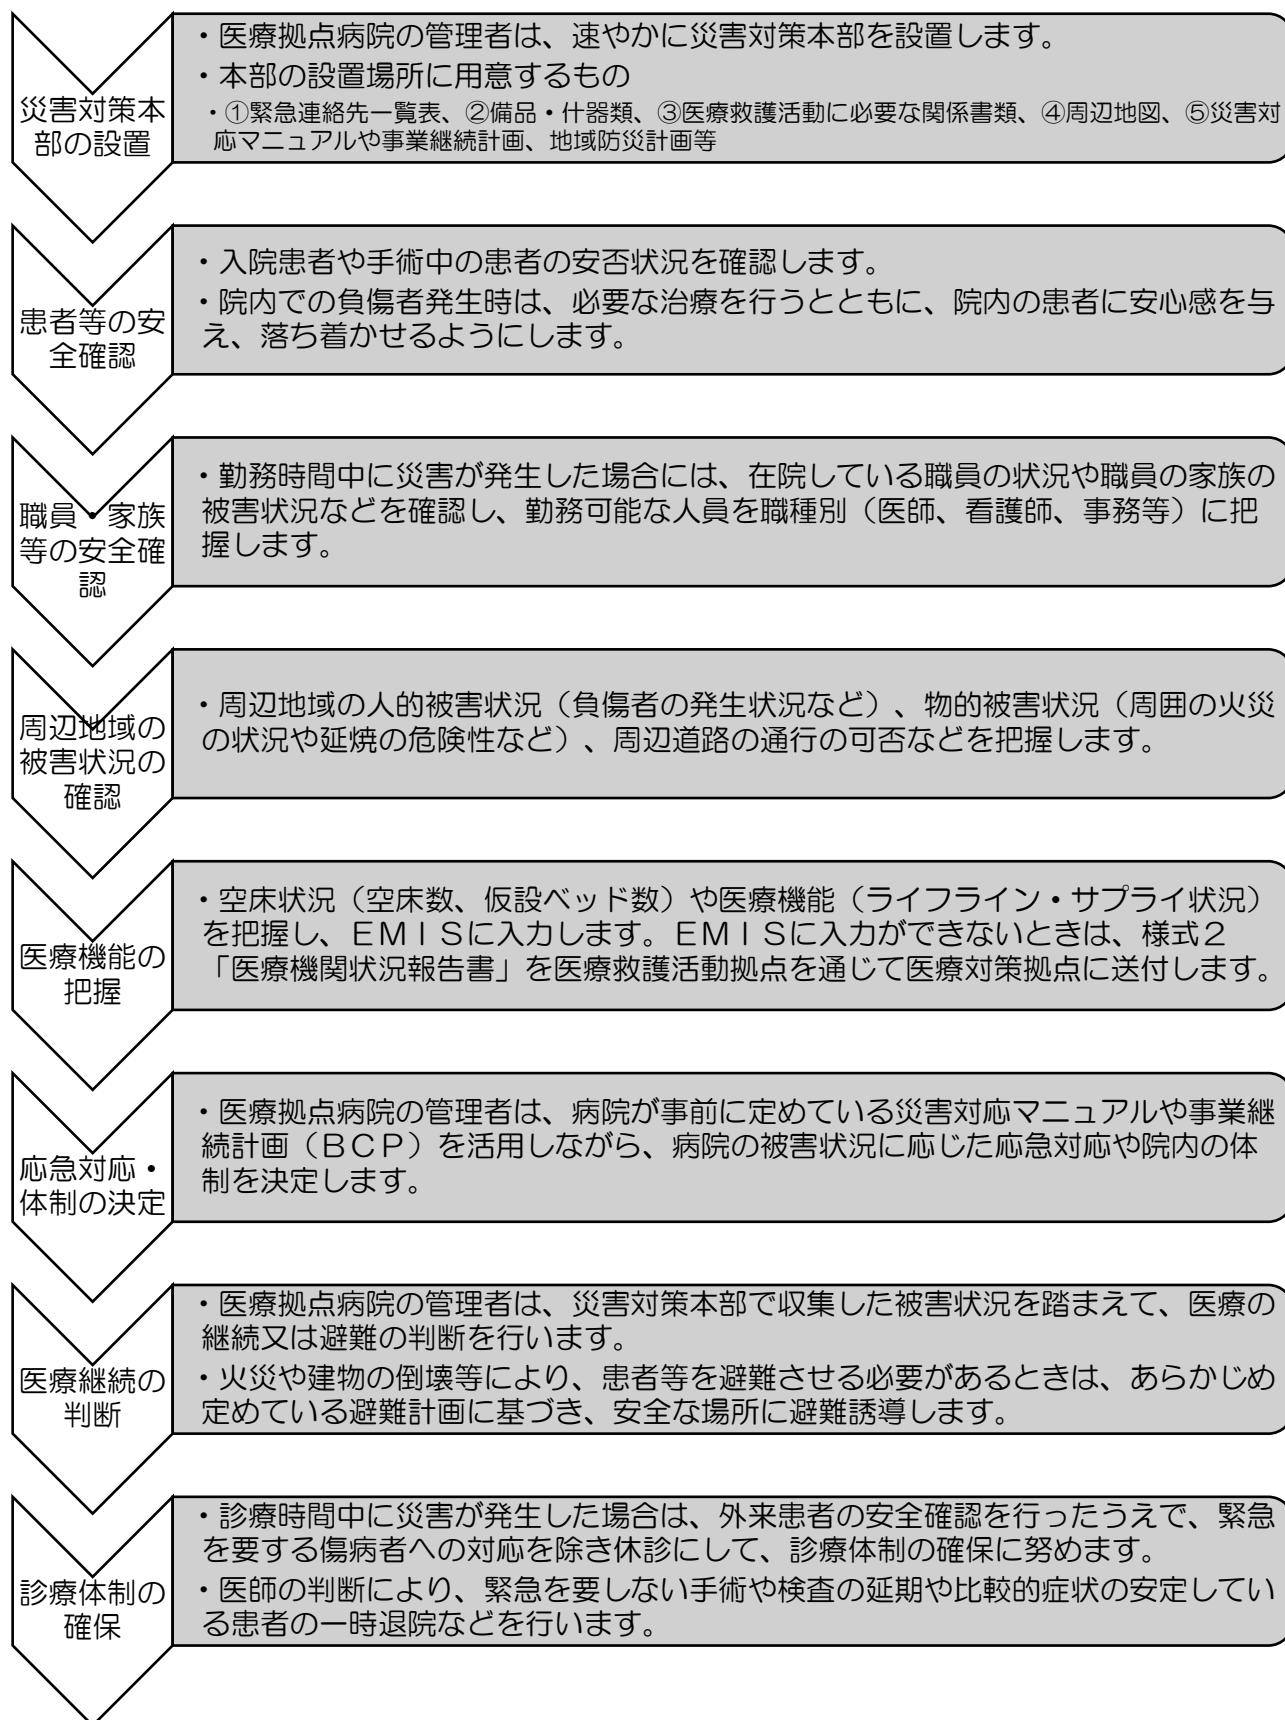 災害対策本
部の設置
・医療拠点病院の管理者は、速やかに災害対策本部を設置します。
・本部の設置場所に用意するもの
・①緊急連絡先一覧表、②備品・什器類、③医療救護活動に必要な関係書類、④周辺地図、⑤災害対
応マニュアルや事業継続計画、地域防災計画等
患者等の安
全確認
・入院患者や手術中の患者の安否状況を確認します。
・院内での負傷者発生時は、必要な治療を行うとともに、院内の患者に安心感を与
え、落ち着かせるようにします。
職員・家族
等の安全確
認
・勤務時間中に災害が発生した場合には、在院している職員の状況や職員の家族の
被害状況などを確認し、勤務可能な人員を職種別（医師、看護師、事務等）に把
握します。
周辺地域の
被害状況の
確認
・周辺地域の人的被害状況（負傷者の発生状況など）、物的被害状況（周囲の火災
の状況や延焼の危険性など）、周辺道路の通行の可否などを把握します。
医療機能の
把握
・空床状況（空床数、仮設ベッド数）や医療機能（ライフライン・サプライ状況）
を把握し、ＥＭＩＳに入力します。ＥＭＩＳに入力ができないときは、様式２
「医療機関状況報告書」を医療救護活動拠点を通じて医療対策拠点に送付します。
応急対応・
体制の決定
・医療拠点病院の管理者は、病院が事前に定めている災害対応マニュアルや事業継
続計画（ＢＣＰ）を活用しながら、病院の被害状況に応じた応急対応や院内の体
制を決定します。
医療継続の
判断
・医療拠点病院の管理者は、災害対策本部で収集した被害状況を踏まえて、医療の
継続又は避難の判断を行います。
・火災や建物の倒壊等により、患者等を避難させる必要があるときは、あらかじめ
定めている避難計画に基づき、安全な場所に避難誘導します。
診療体制の
確保
・診療時間中に災害が発生した場合は、外来患者の安全確認を行ったうえで、緊急
を要する傷病者への対応を除き休診にして、診療体制の確保に努めます。
・医師の判断により、緊急を要しない手術や検査の延期や比較的症状の安定してい
る患者の一時退院などを行います。